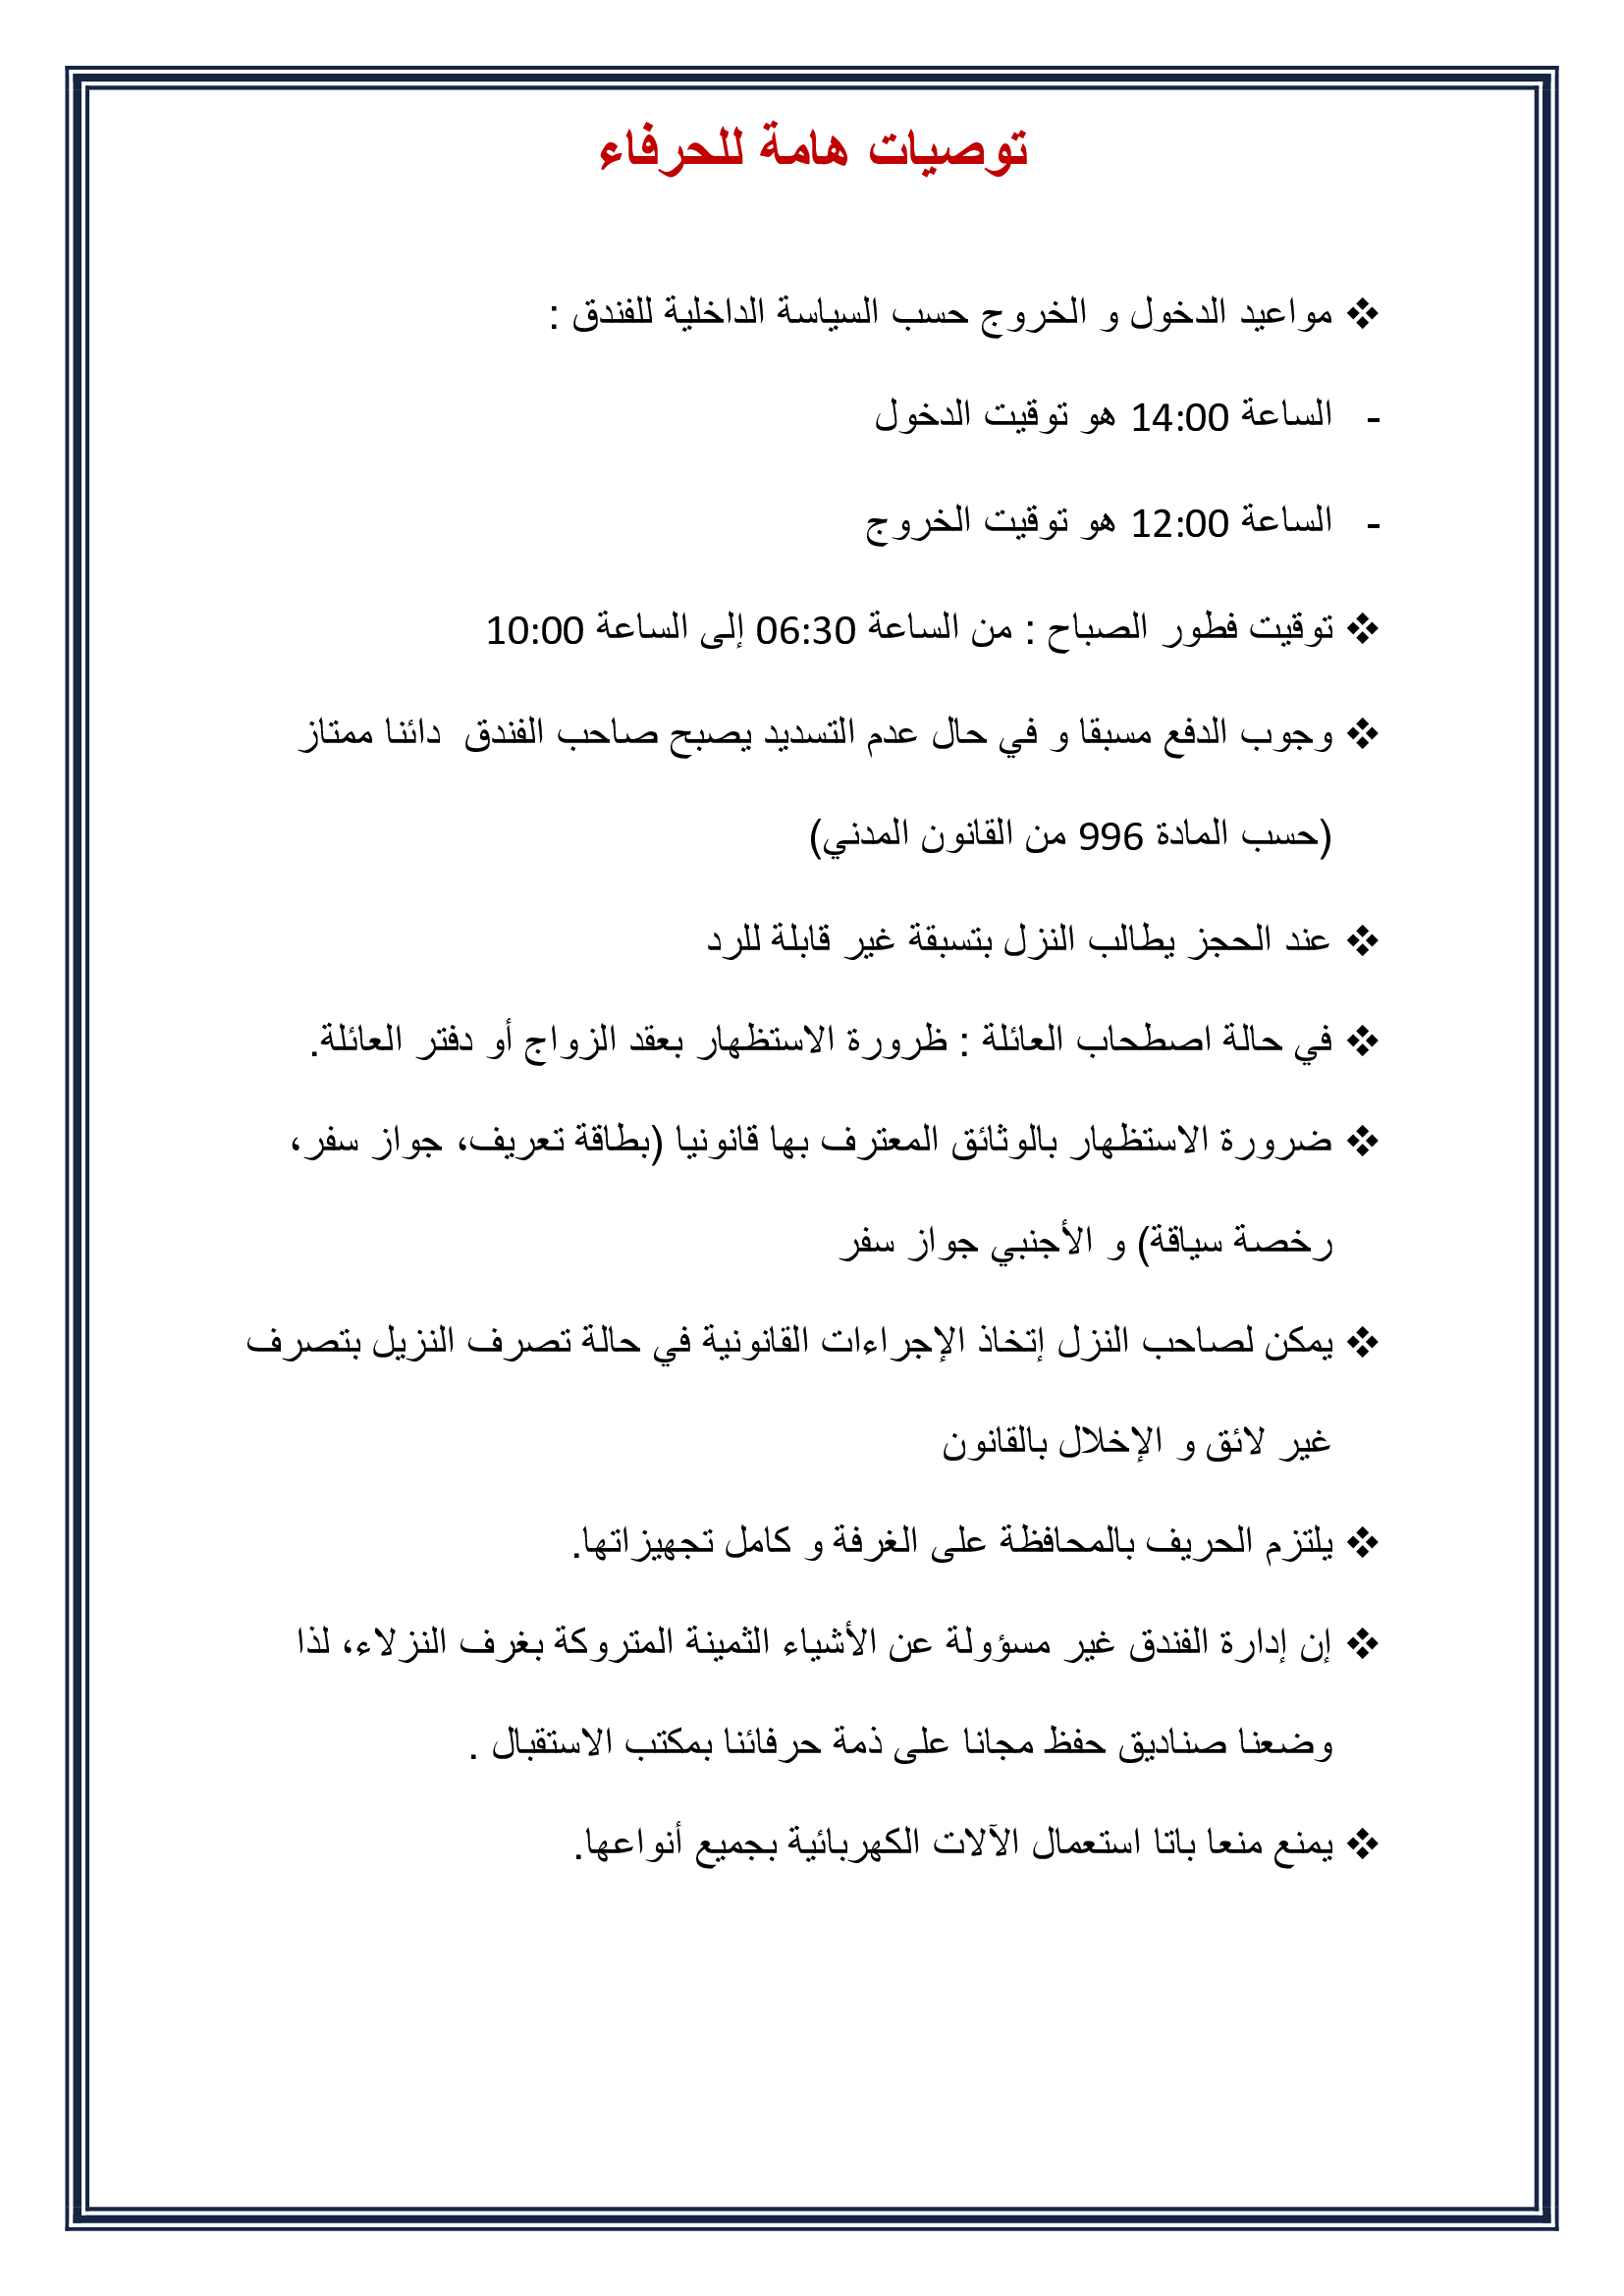 توصيات هامة للحرفاء
❖ مواعيد الدخول و الخروج حسب السياسة الداخلية للفندق :
- الساعة 14:00 هو توقيت الدخول
- الساعة 12:00 هو توقيت الخروج
❖ توقيت فطور الصباح : من الساعة 06:30 إلى الساعة 10:00
❖ وجوب الدفع مسبقا و في حال عدم التسديد يصبح صاحب الفندق دائنا ممتاز
(حسب المادة 996 من القانون المدني)
❖ عند الحجز يطالب النزل بتسبقة غير قابلة للرد
❖ في حالة اصطحاب العائلة : ظرورة الاستظهار بعقد الزواج أو دفتر العائلة.
❖ ضرورة الاستظهار بالوثائق المعترف بها قانونيا (بطاقة تعريف، جواز سفر،
رخصة سياقة) و الأجنبي جواز سفر
❖ يمكن لصاحب النزل إتخاذ الإجراءات القانونية في حالة تصرف النزيل بتصرف
غير لائق و الإخلال بالقانون
❖ يلتزم الحريف بالمحافظة على الغرفة و كامل تجهيزاتها.
❖ إن إدارة الفندق غير مسؤولة عن الأشياء الثمينة المتروكة بغرف النزلاء، لذا
وضعنا صناديق حفظ مجانا على ذمة حرفائنا بمكتب الاستقبال .
❖ يمنع منعا باتا استعمال الآلات الكهربائية بجميع أنواعها.